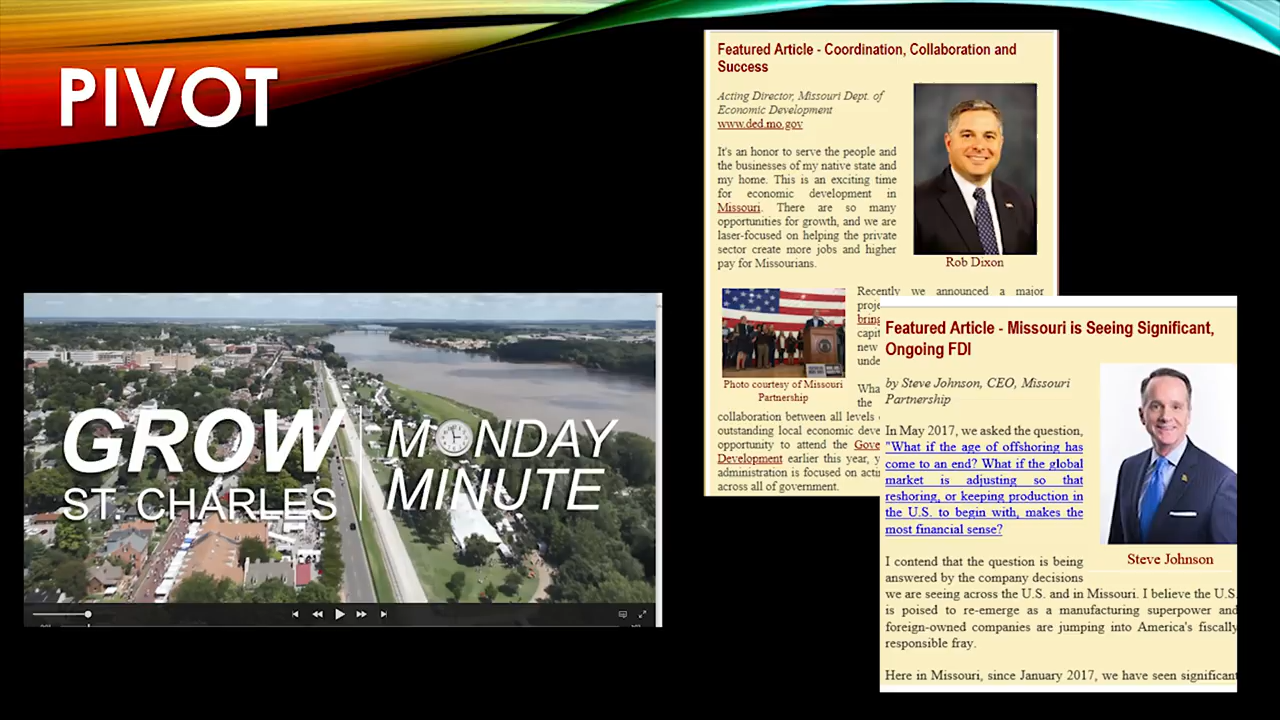 PIVOT
GROW
ST. CHARLES
MONDAY
MINUTE
Featured Article - Coordination, Collaboration and
Success
Acting Director, Missouri Dept. of
Economic Development
www.ded.mo.gov
It's an honor to serve the people and
the businesses of my native state and
my home. This is an exciting time
for economic development in
Missouri. There are so many
opportunities for growth, and we are
laser-focused on helping the private
sector create more jobs and higher
pay for Missourians.
Rob Dixon
Recently we announced a major
proje
bring
capit
new
unde
Photo courtesy of Missouri
Partnership
Wha
the
collaboration between all levels
outstanding local economic deve
opportunity to attend the Gove
Development earlier this year, y
administration is focused on acti
across all of government.
Featured Article - Missouri is Seeing Significant,
Ongoing FDI
by Steve Johnson, CEO, Missouri
Partnership
In May 2017, we asked the question,
"What if the age of offshoring has
come to an end? What if the global
market is adjusting so that
reshoring, or keeping production in
the U.S. to begin with, makes the
most financial sense?
Steve Johnson
I contend that the question is being
answered by the company decisions
we are seeing across the U.S. and in Missouri. I believe the U.S.
is poised to re-emerge as a manufacturing superpower and
foreign-owned companies are jumping into America's fiscally
responsible fray.
Here in Missouri, since January 2017, we have seen significant